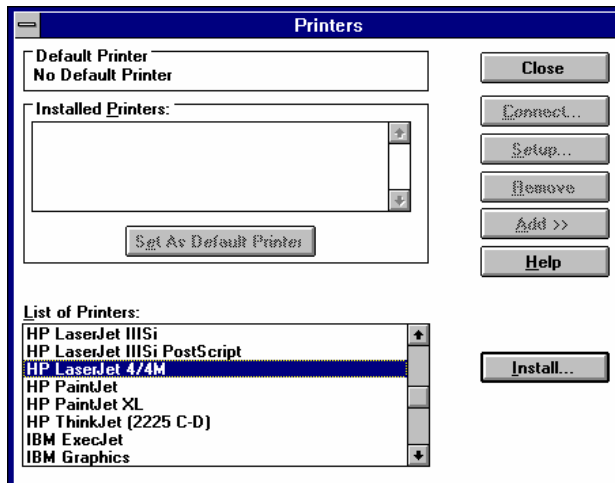 Printers
Default Printer
No Default Printer
Installed Printers:
Set As Default Printer
Close
Connect...
Setup...
Remove
Add >>
Help
List of Printers:
HP LaserJet IIISi
HP LaserJet IIISi PostScript
HP LaserJet 4/4M
HP PaintJet
HP PaintJet XL
HP ThinkJet (2225 C-D)
IBM ExecJet
IBM Graphics
Install...